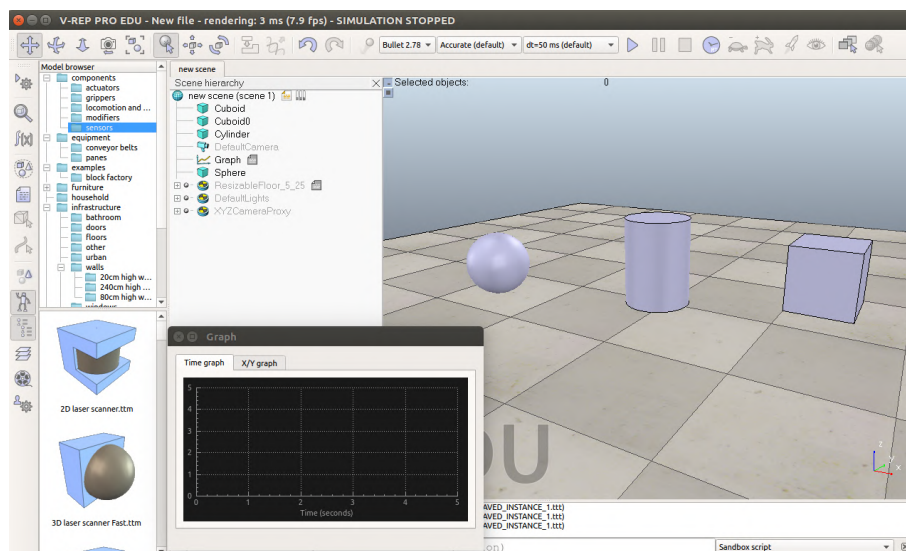 V-REP PRO EDU - New file - rendering: 3 ms (7.9 fps) - SIMULATION STOPPED
Bullet 2.78 Accurate (default) dt=50 ms (default)
Model browser
components
actuators
grippers
locomotion and ...
modifiers
sensors
equipment
conveyor belts
panes
examples
block factory
furniture
household
infrastructure
bathroom
doors
floors
other
urban
walls
20cm high w...
240cm high ...
80cm high w...
windows
new scene
Scene hierarchy
new scene (scene 1)
Cuboid
Cuboid0
Cylinder
DefaultCamera
Graph
Sphere
ResizableFloor_5_25
DefaultLights
XYZCameraProxy
Selected objects: 0
2D laser scanner.ttm
3D laser scanner Fast.ttm
Graph
Time graph X/Y graph
5
4
3
2
1
0
0 1 2 3 4 5
Time (seconds)
DU
z
y
x
AVED_INSTANCE_1.ttt)
AVED_INSTANCE_1.ttt)
AVED_INSTANCE_1.ttt)
on)
Sandbox script